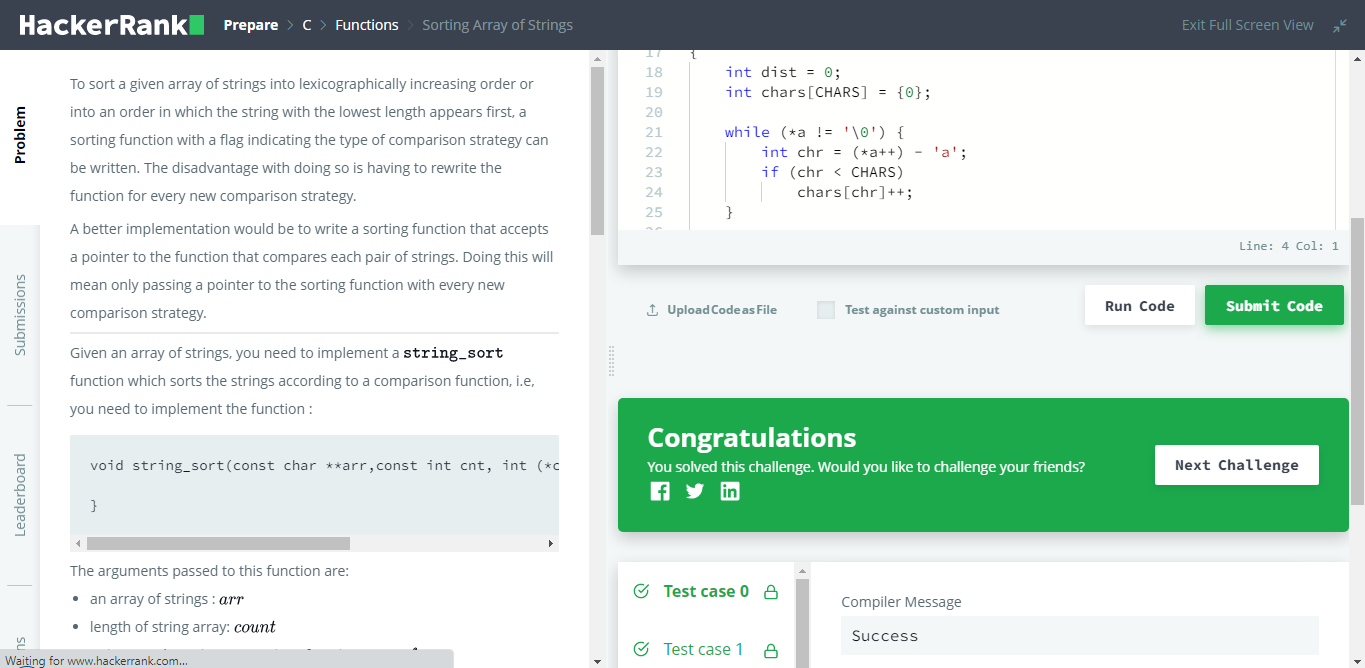 HackerRank Prepare > C > Functions > Sorting Array of Strings Exit Full Screen View
Problem
Submissions
Leaderboard
To sort a given array of strings into lexicographically increasing order or
into an order in which the string with the lowest length appears first, a
sorting function with a flag indicating the type of comparison strategy can
be written. The disadvantage with doing so is having to rewrite the
function for every new comparison strategy.
A better implementation would be to write a sorting function that accepts
a pointer to the function that compares each pair of strings. Doing this will
mean only passing a pointer to the sorting function with every new
comparison strategy.
Given an array of strings, you need to implement a string_sort
function which sorts the strings according to a comparison function, i.e,
you need to implement the function :
void string_sort(const char **arr,const int cnt, int (*c
}
The arguments passed to this function are:
• an array of strings : arr
• length of string array: count
Waiting for www.hackerrank.com...
17 {
18 int dist = 0;
19 int chars[CHARS] = {0};
20
21 while (*a != '\0') {
22 int chr = (*a++) - 'a';
23 if (chr < CHARS)
24 chars[chr]++;
25 }
Line: 4 Col: 1
Upload Code as File Test against custom input Run Code Submit Code
Congratulations
You solved this challenge. Would you like to challenge your friends?
Next Challenge
Test case 0
Test case 1
Compiler Message
Success